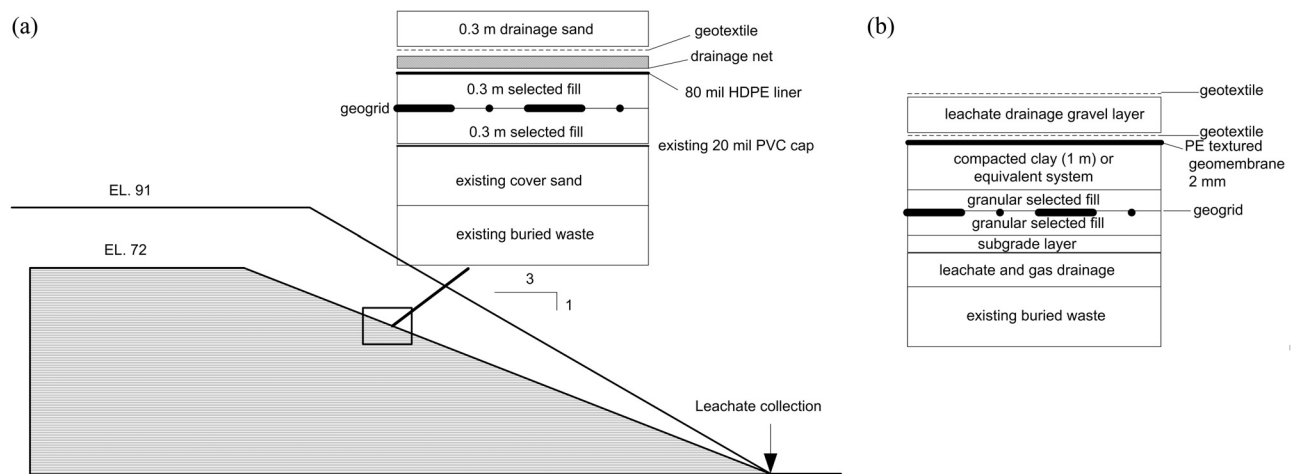 (a)
0.3 m drainage sand
geotextile
drainage net
80 mil HDPE liner
0.3 m selected fill
geogrid
0.3 m selected fill
existing 20 mil PVC cap
existing cover sand
existing buried waste
EL. 91
EL. 72
3
1
Leachate collection
(b)
geotextile
leachate drainage gravel layer
geotextile
PE textured
geomembrane
2 mm
compacted clay (1 m) or
equivalent system
granular selected fill
geogrid
granular selected fill
subgrade layer
leachate and gas drainage
existing buried waste